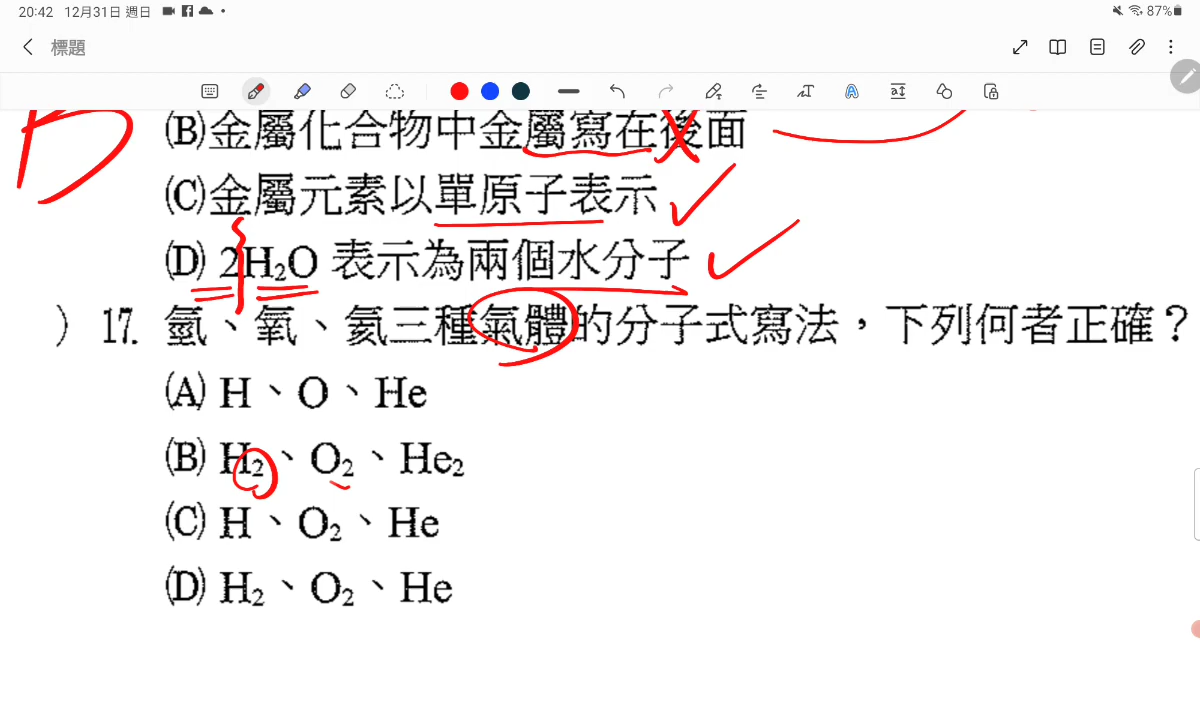 20:42 12月31日 週日 87%
標題
(B)金屬化合物中金屬寫在後面
(C)金屬元素以單原子表示
(D) 2H₂O 表示為兩個水分子
) 17. 氫、氧、氦三種氣體的分子式寫法，下列何者正確？
(A) H、O、He
(B) H₂、O₂、He₂
(C) H、O₂、He
(D) H₂、O₂、He